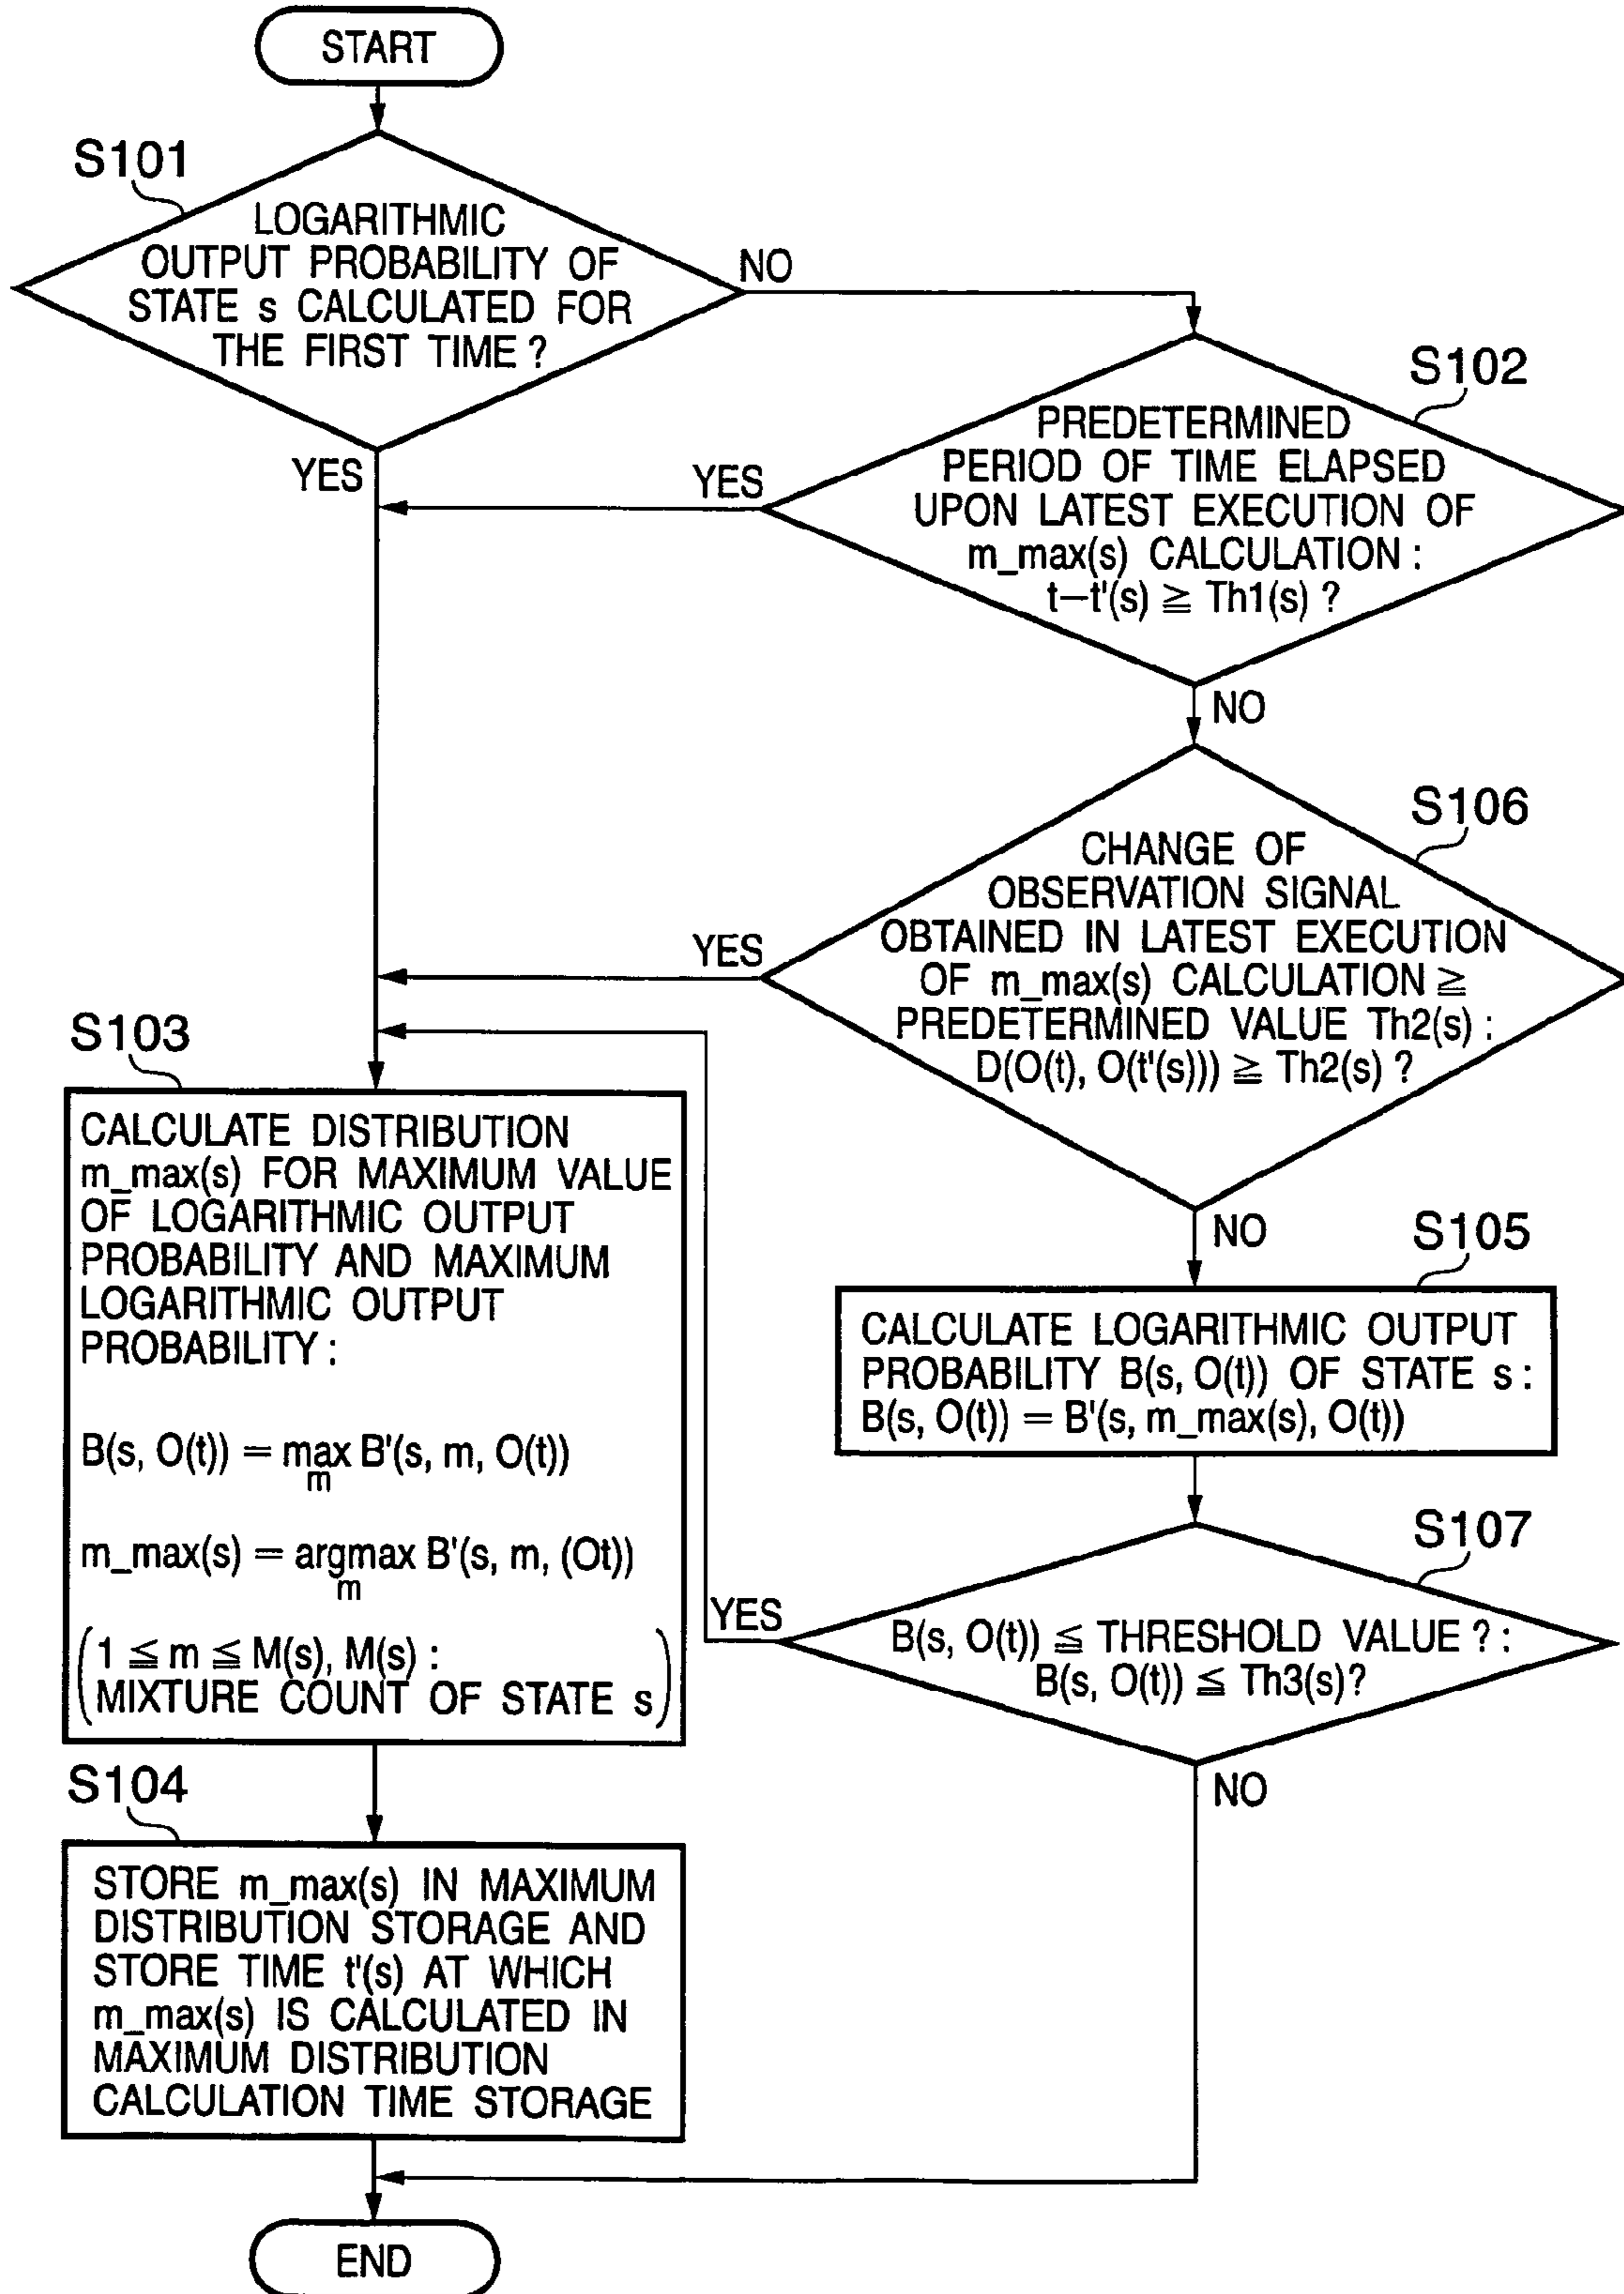 START
S101
LOGARITHMIC
OUTPUT PROBABILITY OF
STATE s CALCULATED FOR
THE FIRST TIME ?
NO
YES
S102
PREDETERMINED
PERIOD OF TIME ELAPSED
UPON LATEST EXECUTION OF
m_max(s) CALCULATION :
t−t'(s) ≧ Th1(s) ?
YES
NO
S106
CHANGE OF
OBSERVATION SIGNAL
OBTAINED IN LATEST EXECUTION
OF m_max(s) CALCULATION ≧
PREDETERMINED VALUE Th2(s) :
D(O(t), O(t'(s))) ≧ Th2(s) ?
YES
NO
S103
CALCULATE DISTRIBUTION
m_max(s) FOR MAXIMUM VALUE
OF LOGARITHMIC OUTPUT
PROBABILITY AND MAXIMUM
LOGARITHMIC OUTPUT
PROBABILITY :
B(s, O(t)) = max B'(s, m, O(t))
m
m_max(s) = argmax B'(s, m, (Ot))
m
(1 ≦ m ≦ M(s), M(s) :
MIXTURE COUNT OF STATE s)
S105
CALCULATE LOGARITHMIC OUTPUT
PROBABILITY B(s, O(t)) OF STATE s :
B(s, O(t)) = B'(s, m_max(s), O(t))
S107
B(s, O(t)) ≦ THRESHOLD VALUE ? :
B(s, O(t)) ≦ Th3(s)?
YES
NO
S104
STORE m_max(s) IN MAXIMUM
DISTRIBUTION STORAGE AND
STORE TIME t'(s) AT WHICH
m_max(s) IS CALCULATED IN
MAXIMUM DISTRIBUTION
CALCULATION TIME STORAGE
END